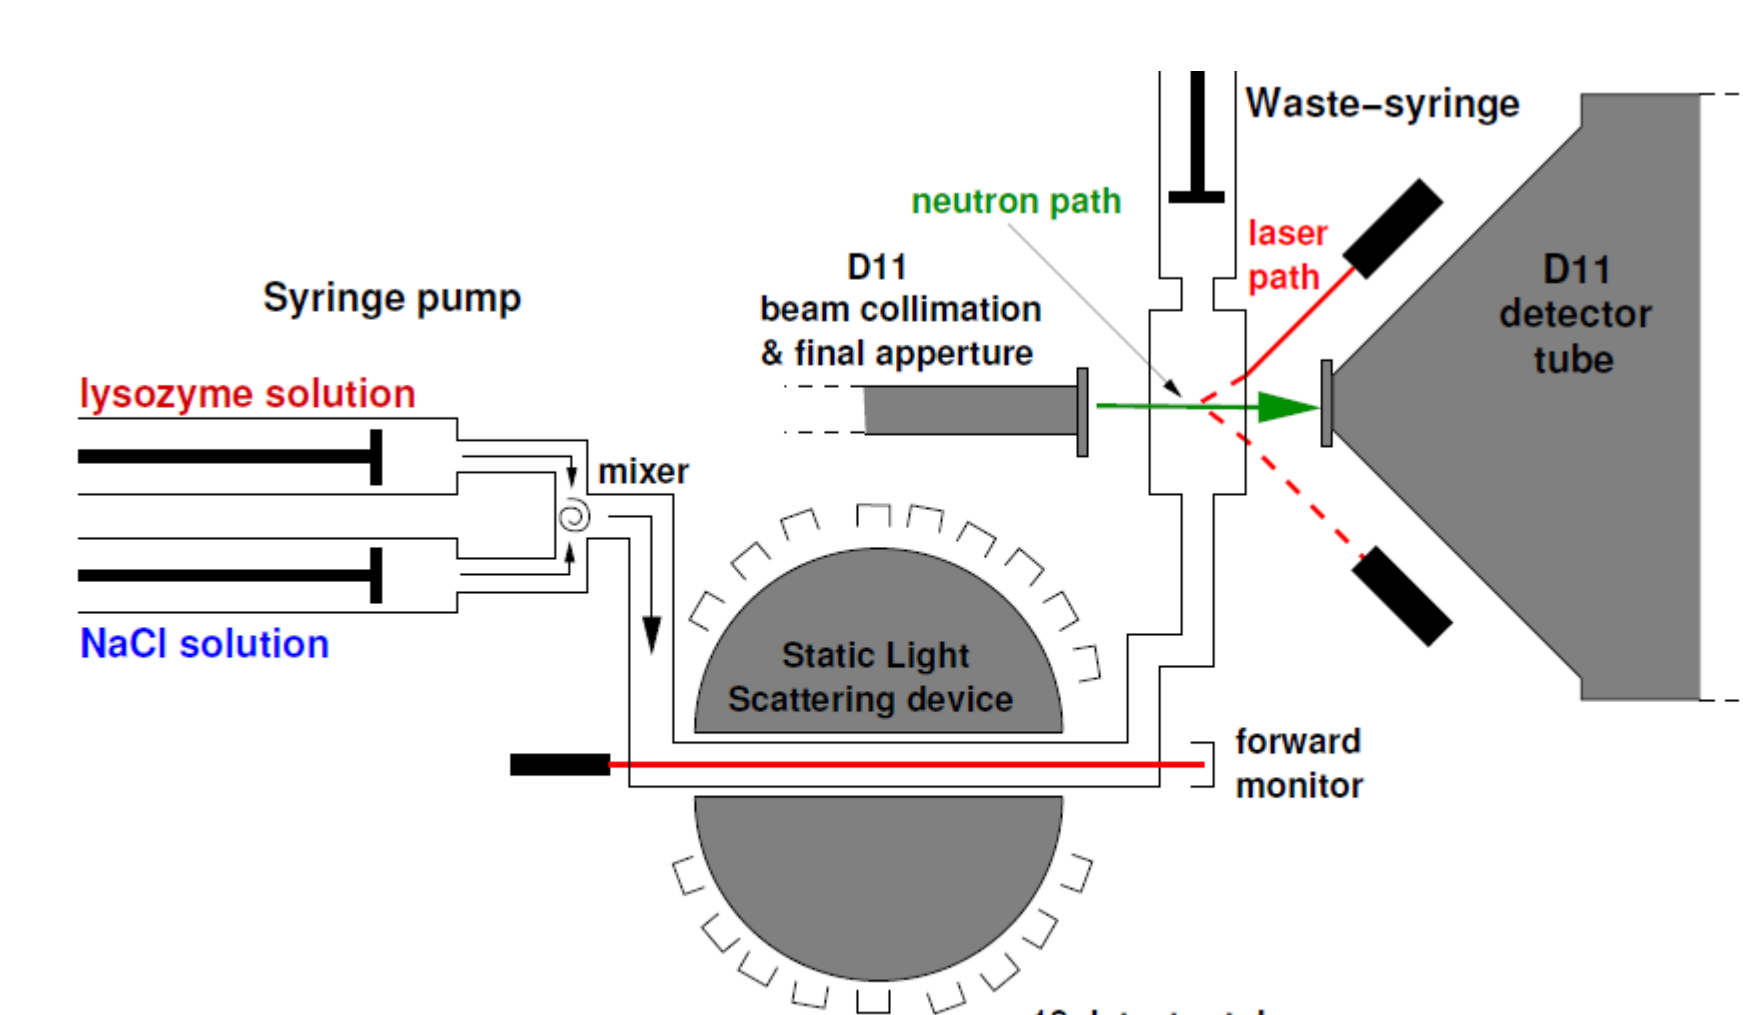 Waste–syringe
neutron path
laser
path
D11
beam collimation
& final apperture
D11
detector
tube
Syringe pump
lysozyme solution
mixer
NaCl solution
Static Light
Scattering device
forward
monitor